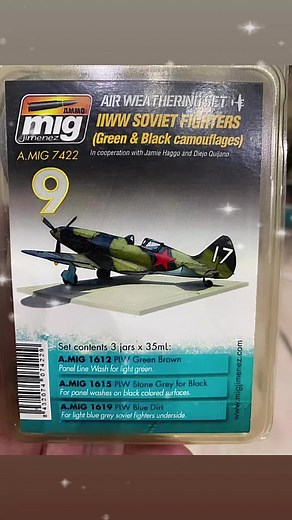 AMMO
mig
jimenez
AIR WEATHERING SET
IIWW SOVIET FIGHTERS
(Green & Black camouflages)
A.MIG 7422
In cooperation with Jamie Haggo and Diejo Quijano
9
17
Set contents 3 jars x 35mL:
A.MIG 1612 PLW Green Brown
Panel Line Wash for light green.
A.MIG 1615 PLW Stone Grey for Black
For panel washes on black colored surfaces.
A.MIG 1619 PLW Blue Dirt
For light blue grey soviet fighters underside.
www.migjimenez.com
8432074074228